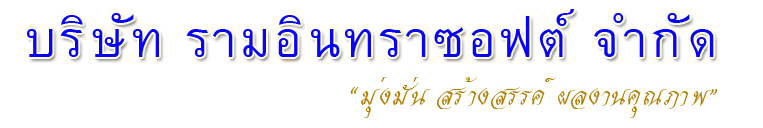 บริษัท รามอินทราซอฟต์ จำกัด
“มุ่งมั่น สร้างสรรค์ ผลงานคุณภาพ”